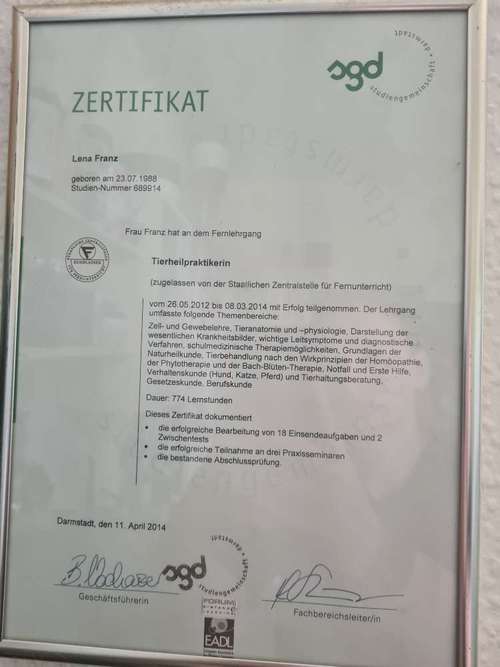 sgd
studiengemeinschaft darmstadt
ZERTIFIKAT
Lena Franz
geboren am 23.07.1988
Studien-Nummer 689914
Frau Franz hat an dem Fernlehrgang
Tierheilpraktikerin
(zugelassen von der Staatlichen Zentralstelle für Fernunterricht)
vom 26.05.2012 bis 08.03.2014 mit Erfolg teilgenommen. Der Lehrgang
umfasste folgende Themenbereiche:
Zell- und Gewebelehre, Tieranatomie und –physiologie, Darstellung der
wesentlichen Krankheitsbilder, wichtige Leitsymptome und diagnostische
Verfahren, schulmedizinische Therapiemöglichkeiten, Grundlagen der
Naturheilkunde, Tierbehandlung nach den Wirkprinzipien der Homöopathie,
der Phytotherapie und der Bach-Blüten-Therapie, Notfall und Erste Hilfe,
Verhaltenskunde (Hund, Katze, Pferd) und Tierhaltungsberatung,
Gesetzeskunde, Berufskunde
Dauer: 774 Lernstunden
Dieses Zertifikat dokumentiert
• die erfolgreiche Bearbeitung von 18 Einsendeaufgaben und 2
Zwischentests
• die erfolgreiche Teilnahme an drei Praxisseminaren
• die bestandene Abschlussprüfung.
Darmstadt, den 11. April 2014
sgd
studiengemeinschaft darmstadt
Geschäftsführerin
Fachbereichsleiter/in
FORUM
EADL